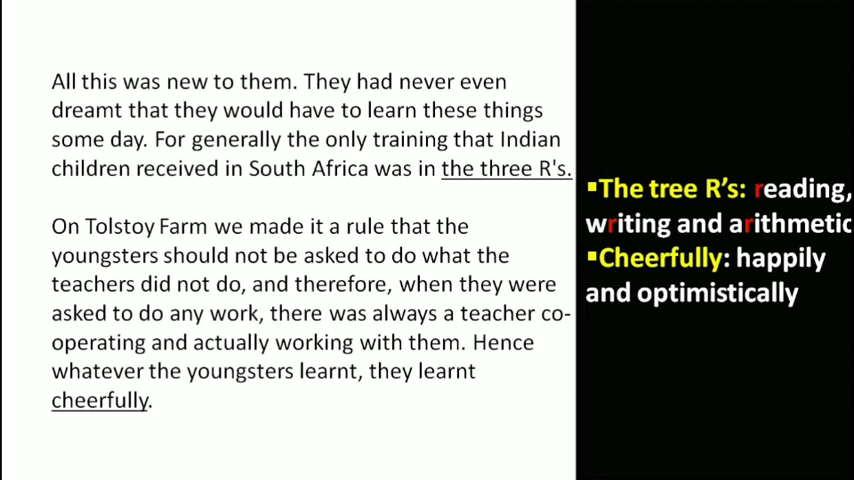 All this was new to them. They had never even
dreamt that they would have to learn these things
some day. For generally the only training that Indian
children received in South Africa was in the three R's.
On Tolstoy Farm we made it a rule that the
youngsters should not be asked to do what the
teachers did not do, and therefore, when they were
asked to do any work, there was always a teacher co-
operating and actually working with them. Hence
whatever the youngsters learnt, they learnt
cheerfully.
▪The tree R's: reading,
writing and arithmetic
▪Cheerfully: happily
and optimistically